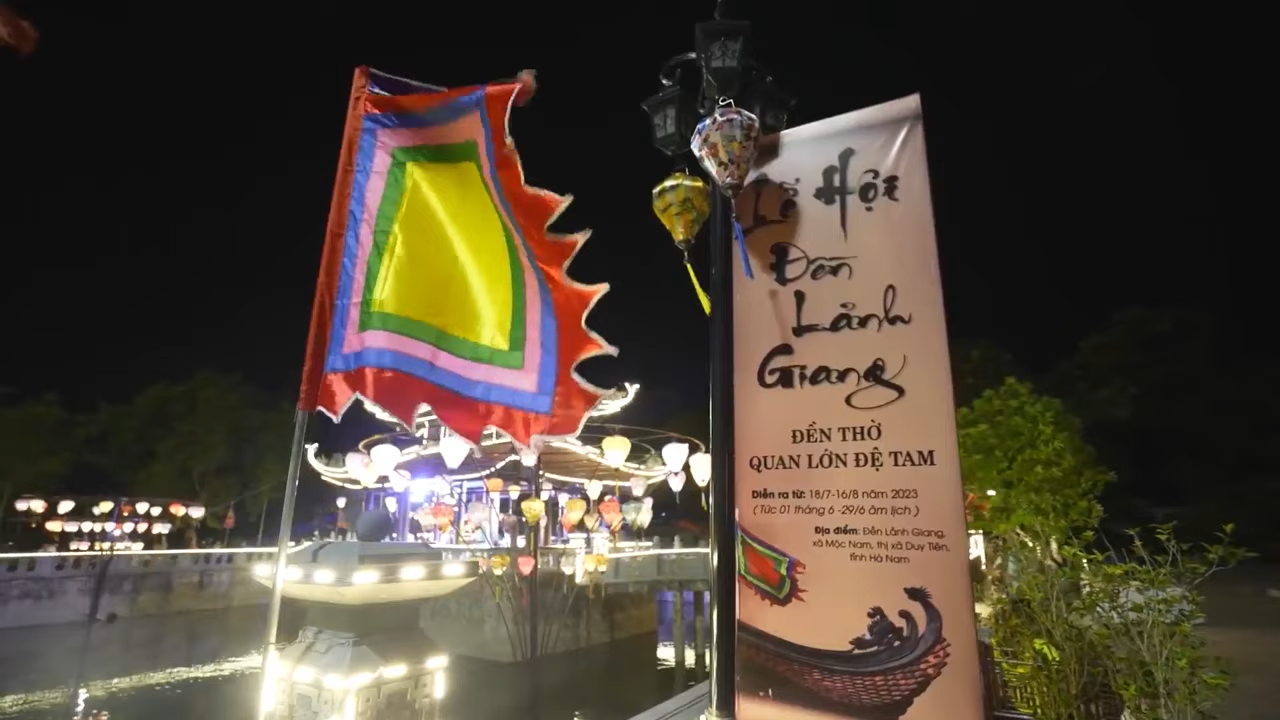 Lễ Hội
Đền
Lảnh
Giang
ĐỀN THỜ
QUAN LỚN ĐỆ TAM
Diễn ra từ: 18/7-16/8 năm 2023
( Tức 01 tháng 6 -29/6 âm lịch )
Địa điểm: Đền Lảnh Giang,
xã Mộc Nam, thị xã Duy Tiên,
tỉnh Hà Nam